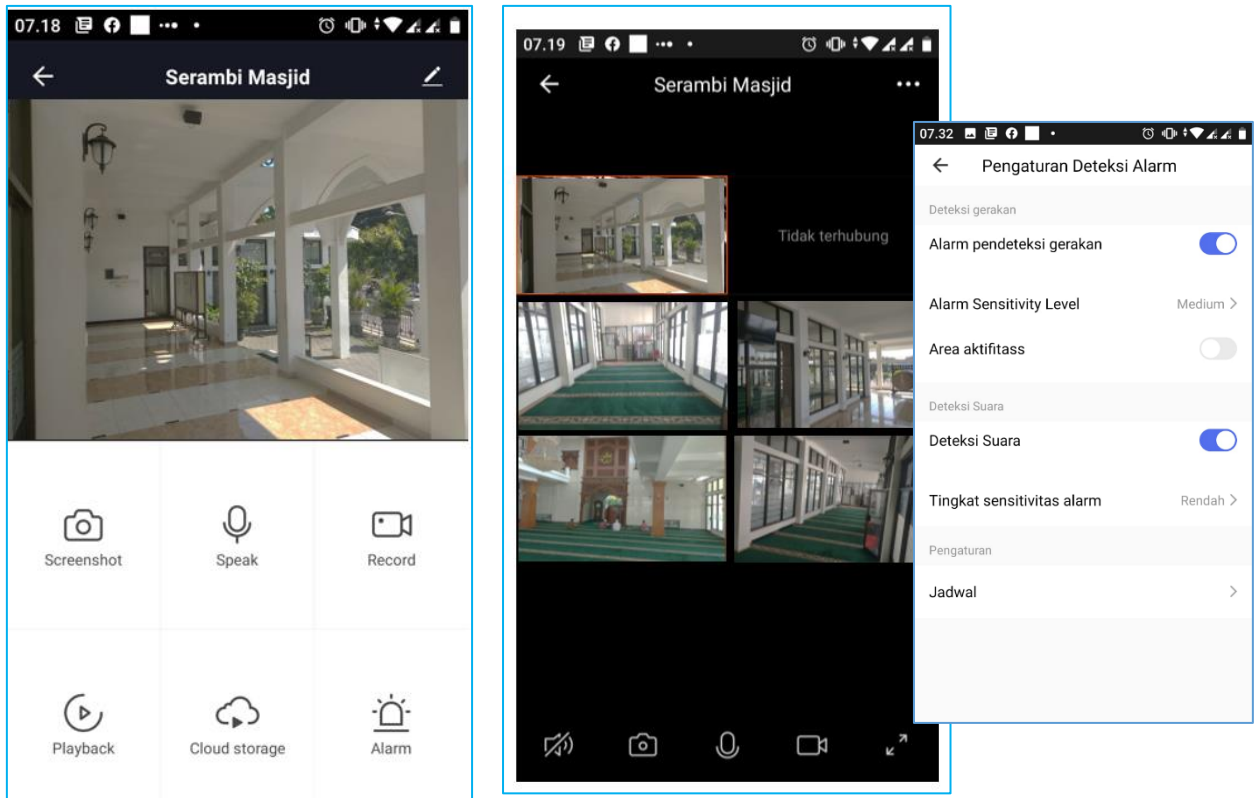 07.18
Serambi Masjid
Screenshot
Speak
Record
Playback
Cloud storage
Alarm
07.19
Serambi Masjid
Tidak terhubung
07.32
Pengaturan Deteksi Alarm
Deteksi gerakan
Alarm pendeteksi gerakan
Alarm Sensitivity Level Medium
Area aktifitass
Deteksi Suara
Deteksi Suara
Tingkat sensitivitas alarm Rendah
Pengaturan
Jadwal